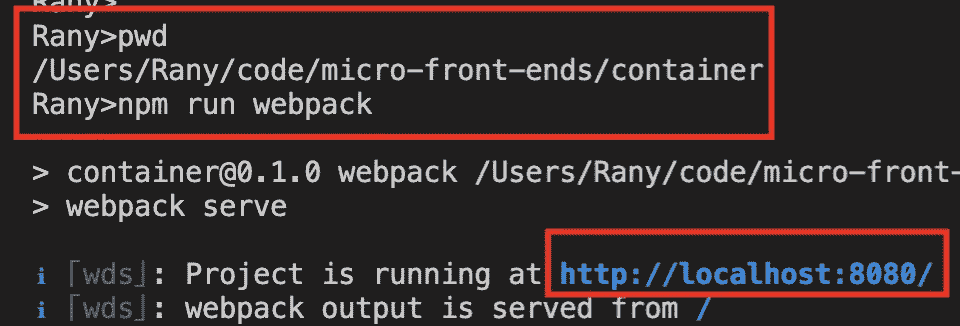 Rany>
Rany>pwd
/Users/Rany/code/micro-front-ends/container
Rany>npm run webpack
> container@0.1.0 webpack /Users/Rany/code/micro-front-
> webpack serve
i ｢wds｣: Project is running at http://localhost:8080/
i ｢wds｣: webpack output is served from /